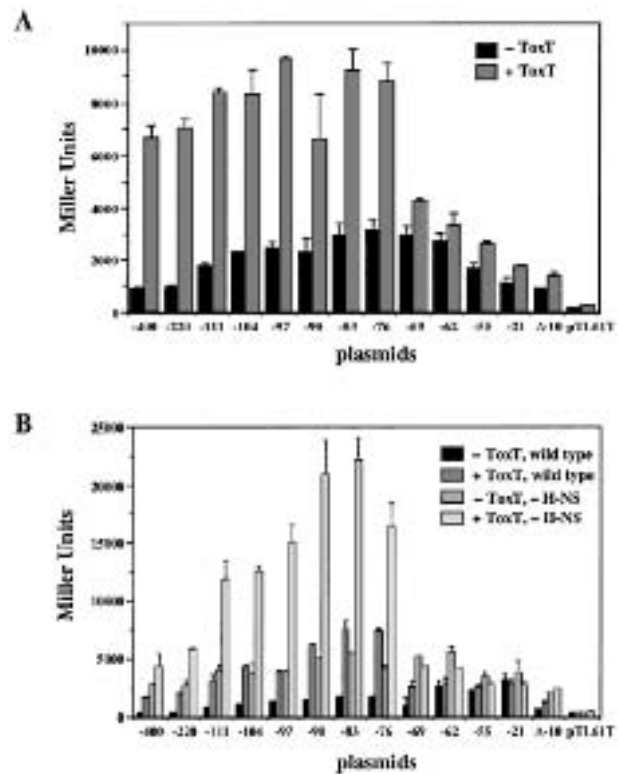 A
10000
8000
6000
4000
2000
0
Miller Units
– ToxT
+ ToxT
-400 -220 -111 -104 -97 -90 -83 -76 -69 -62 -55 -21 Δ-10 pTL61T
plasmids
B
25000
20000
15000
10000
5000
0
Miller Units
– ToxT, wild type
+ ToxT, wild type
– ToxT, – H-NS
+ ToxT, – H-NS
-400 -220 -111 -104 -97 -90 -83 -76 -69 -62 -55 -21 Δ-10 pTL61T
plasmids